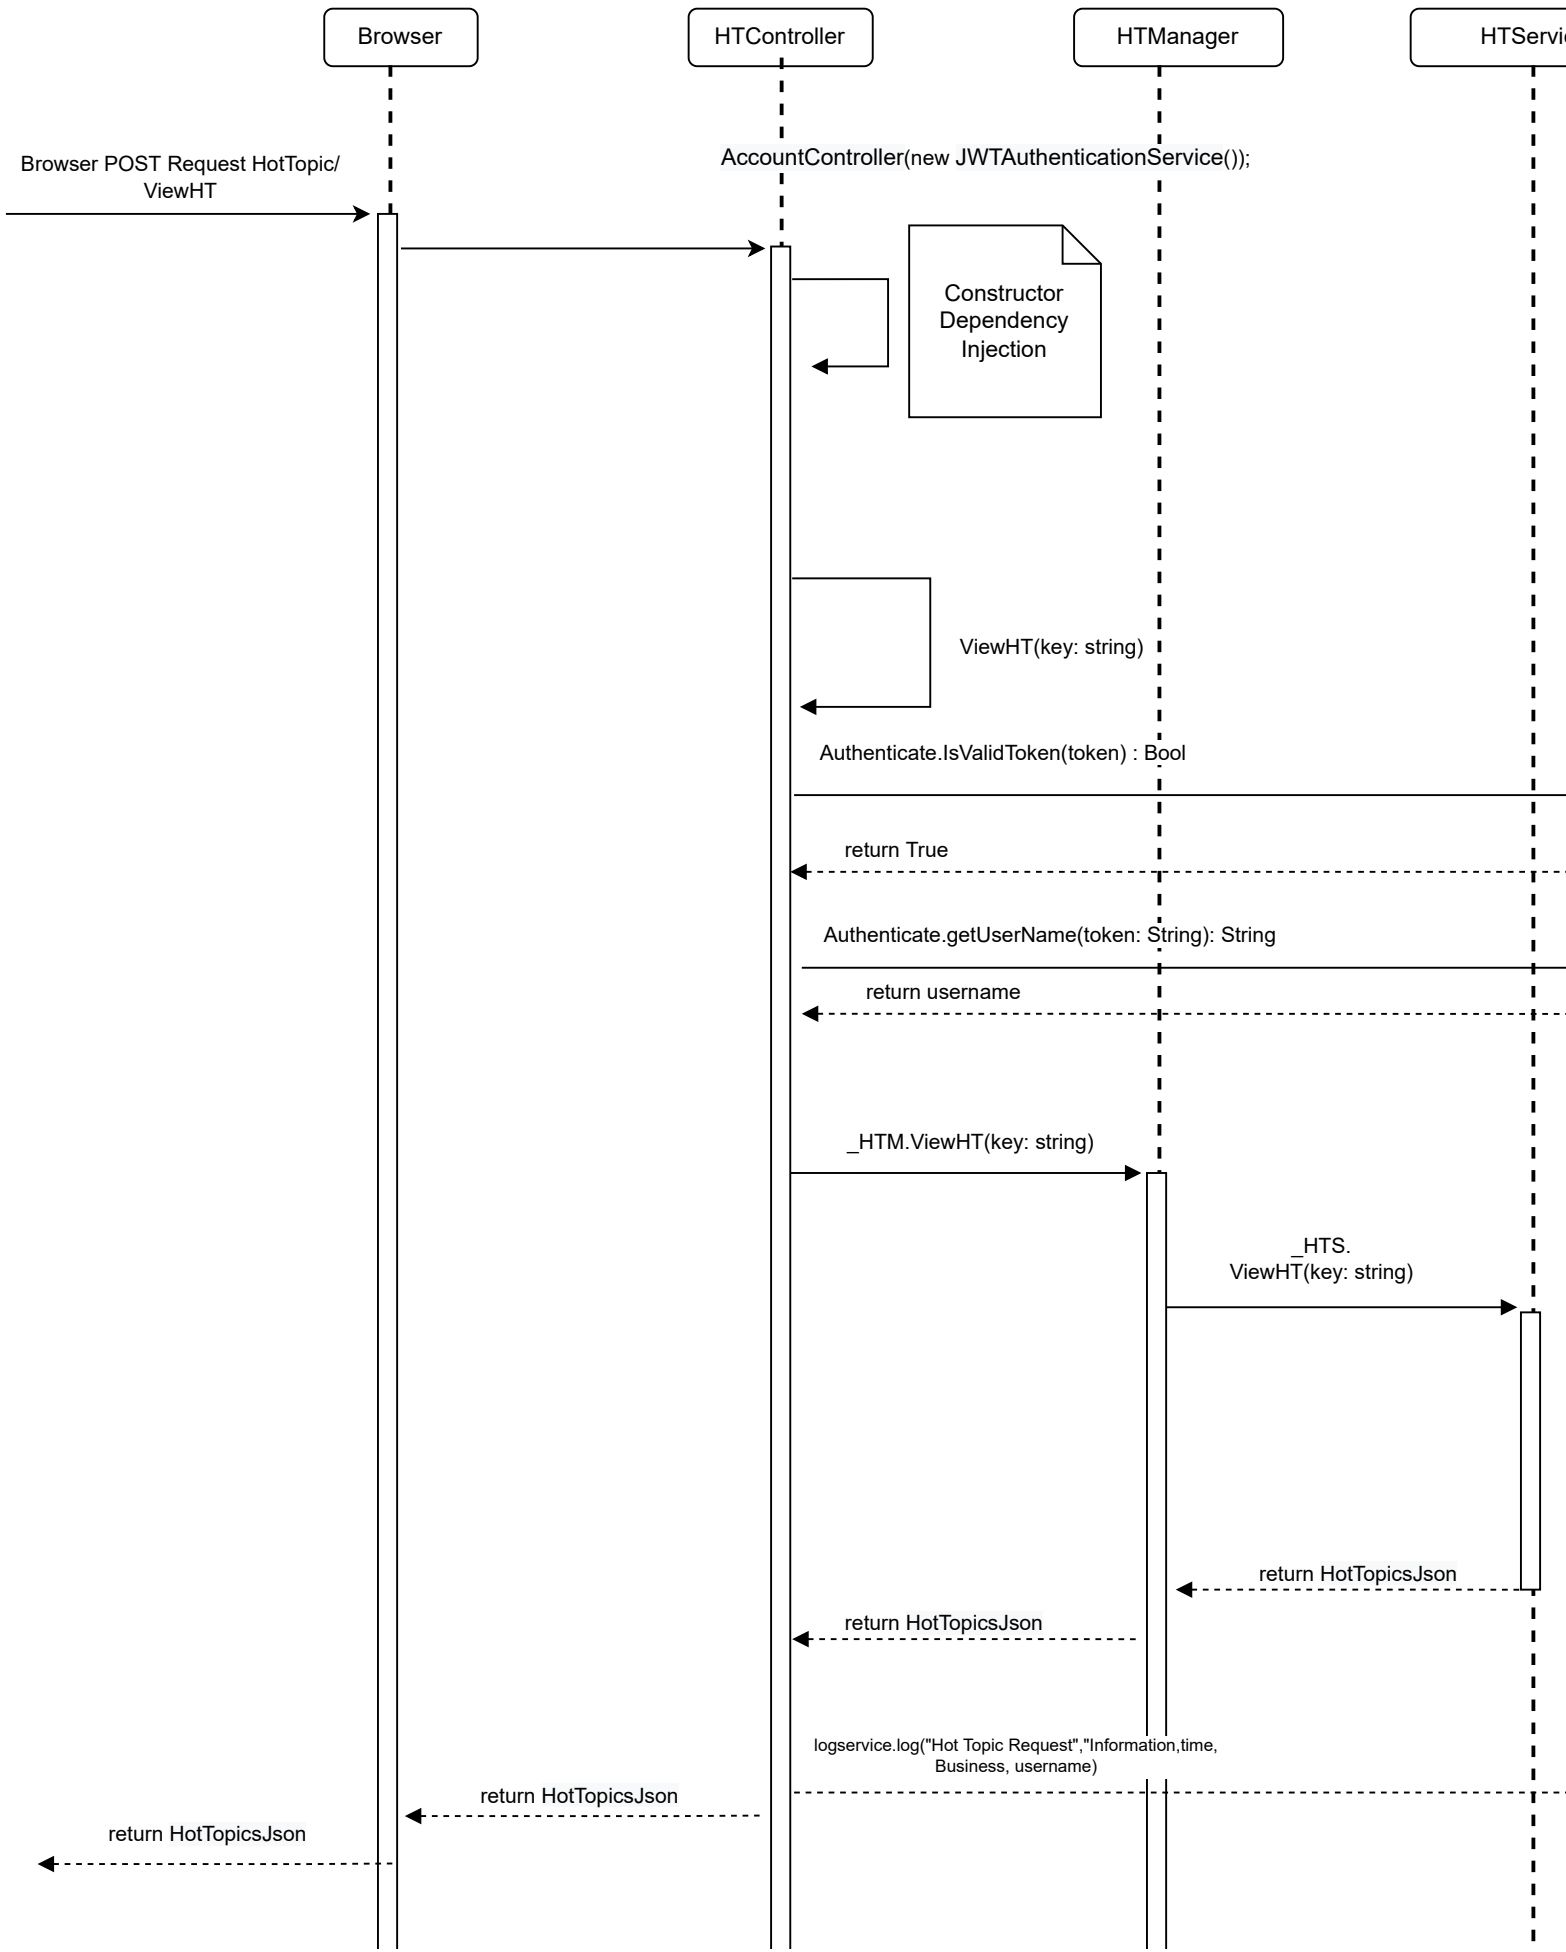 Browser
HTController
HTManager
HTServi
Browser POST Request HotTopic/
ViewHT
AccountController(new JWTAuthenticationService());
Constructor
Dependency
Injection
ViewHT(key: string)
Authenticate.IsValidToken(token) : Bool
return True
Authenticate.getUserName(token: String): String
return username
_HTM.ViewHT(key: string)
_HTS.
ViewHT(key: string)
return HotTopicsJson
return HotTopicsJson
logservice.log("Hot Topic Request","Information,time,
Business, username)
return HotTopicsJson
return HotTopicsJson